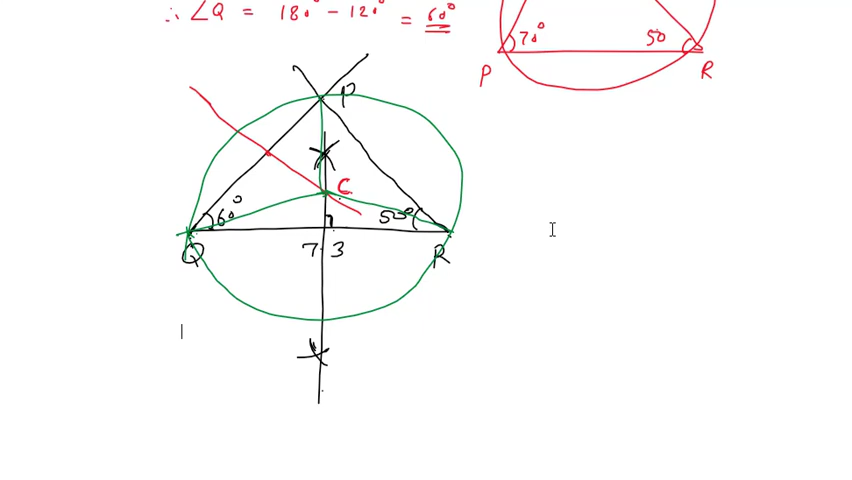 ∴ ∠Q = 180° - 120° = 60°
70° 50
P R
P
C
60° 50°
Q 7.3 R